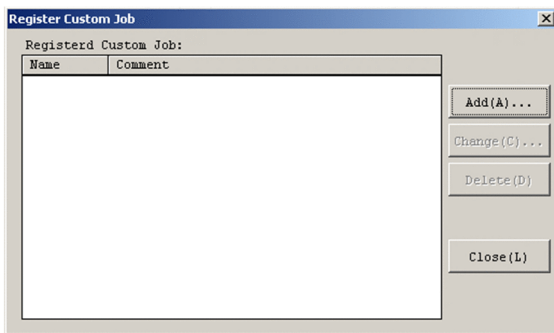 Register Custom Job
Registerd Custom Job:
Name Comment
Add(A)...
Change(C)...
Delete(D)
Close(L)